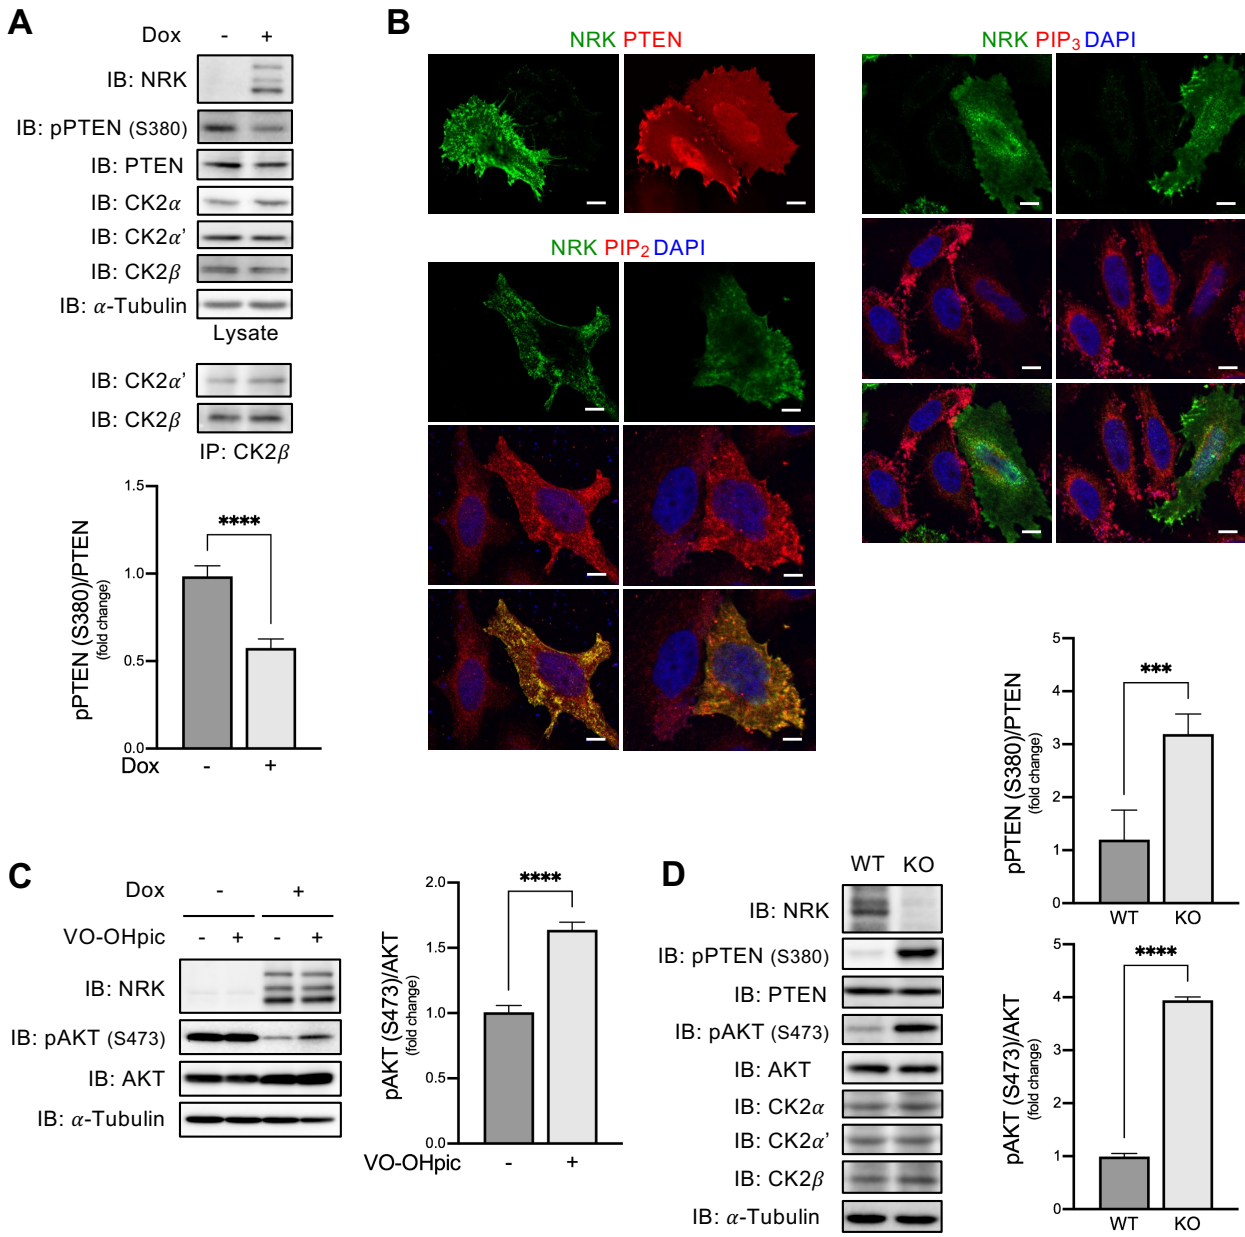 A
Dox - +
IB: NRK
IB: pPTEN (S380)
IB: PTEN
IB: CK2α
IB: CK2α'
IB: CK2β
IB: α-Tubulin
Lysate
IB: CK2α'
IB: CK2β
IP: CK2β
1.5
1.0
0.5
0.0
pPTEN (S380)/PTEN
(fold change)
****
Dox - +
B
NRK PTEN
NRK PIP2 DAPI
NRK PIP3 DAPI
C
Dox - +
VO-OHpic - + - +
IB: NRK
IB: pAKT (S473)
IB: AKT
IB: α-Tubulin
2.0
1.5
1.0
0.5
0.0
pAKT (S473)/AKT
(fold change)
****
VO-OHpic - +
D
WT KO
IB: NRK
IB: pPTEN (S380)
IB: PTEN
IB: pAKT (S473)
IB: AKT
IB: CK2α
IB: CK2α'
IB: CK2β
IB: α-Tubulin
5
4
3
2
1
0
pPTEN (S380)/PTEN
(fold change)
***
WT KO
5
4
3
2
1
0
pAKT (S473)/AKT
(fold change)
****
WT KO